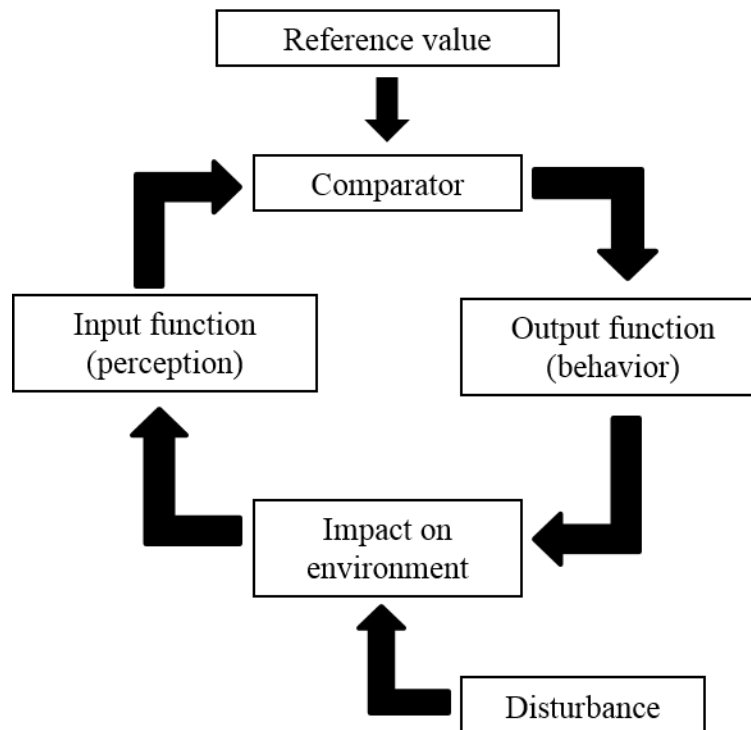 Reference value
Comparator
Input function
(perception)
Output function
(behavior)
Impact on
environment
Disturbance